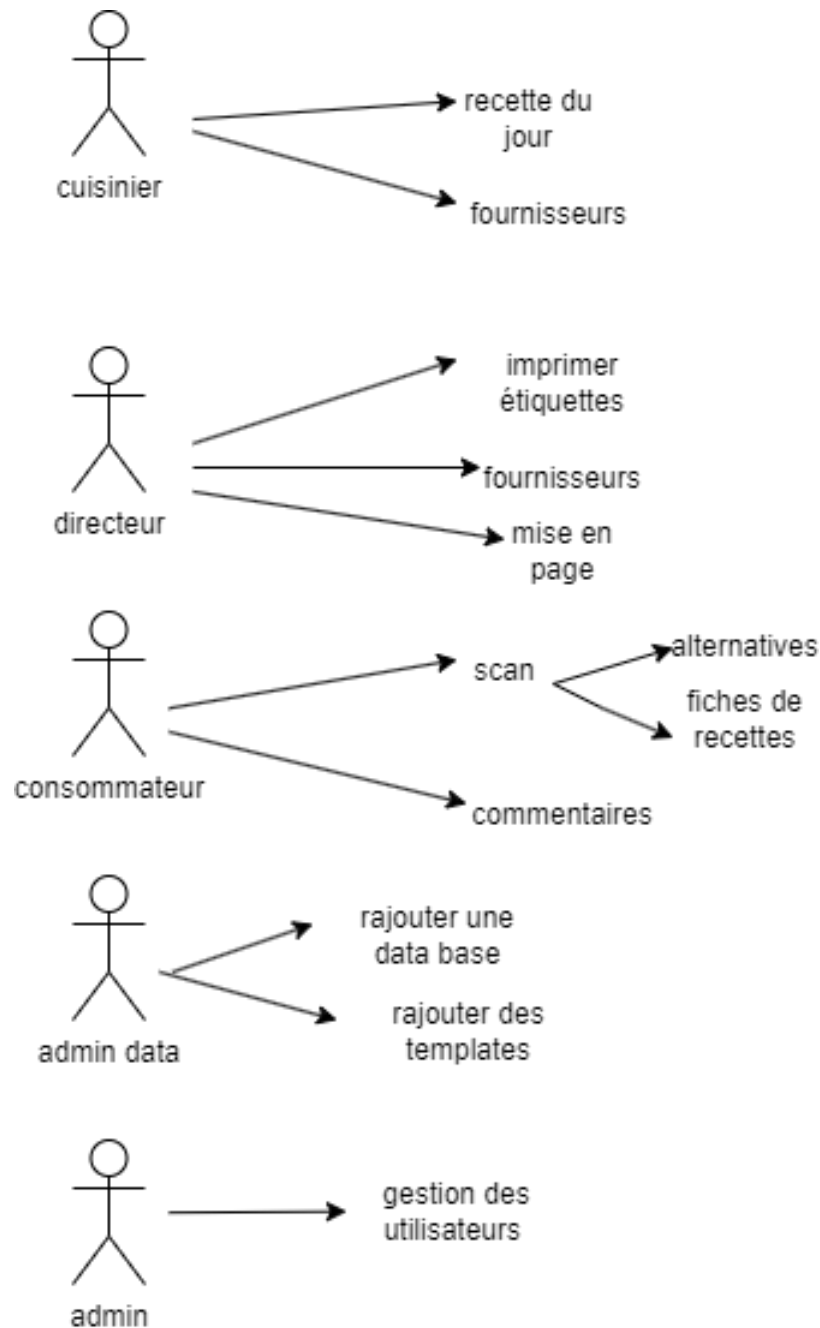 recette du
jour
cuisinier
fournisseurs
imprimer
étiquettes
fournisseurs
directeur
mise en
page
alternatives
scan
fiches de
recettes
consommateur
commentaires
rajouter une
data base
rajouter des
templates
admin data
gestion des
utilisateurs
admin